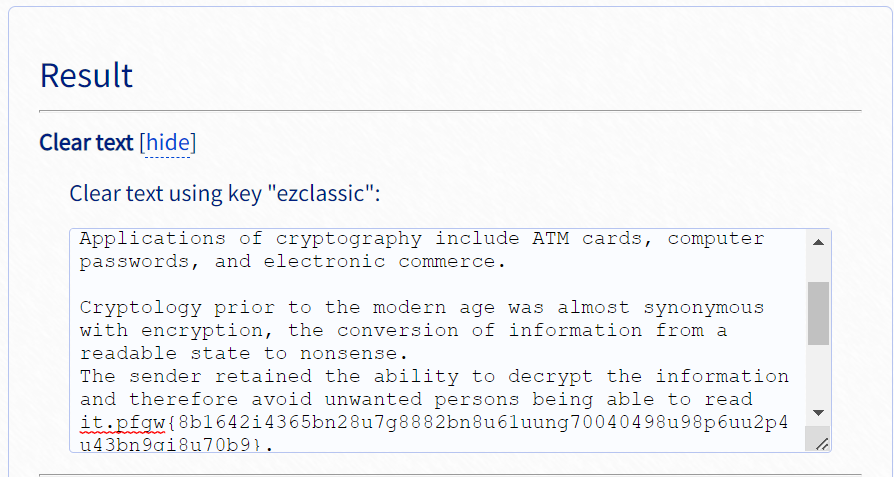 Result
Clear text [hide]
Clear text using key "ezclassic":
Applications of cryptography include ATM cards, computer
passwords, and electronic commerce.
Cryptology prior to the modern age was almost synonymous
with encryption, the conversion of information from a
readable state to nonsense.
The sender retained the ability to decrypt the information
and therefore avoid unwanted persons being able to read
it.pfgw{8b1642i4365bn28u7g8882bn8u61uung70040498u98p6uu2p4
u43bn9gi8u70b9}.